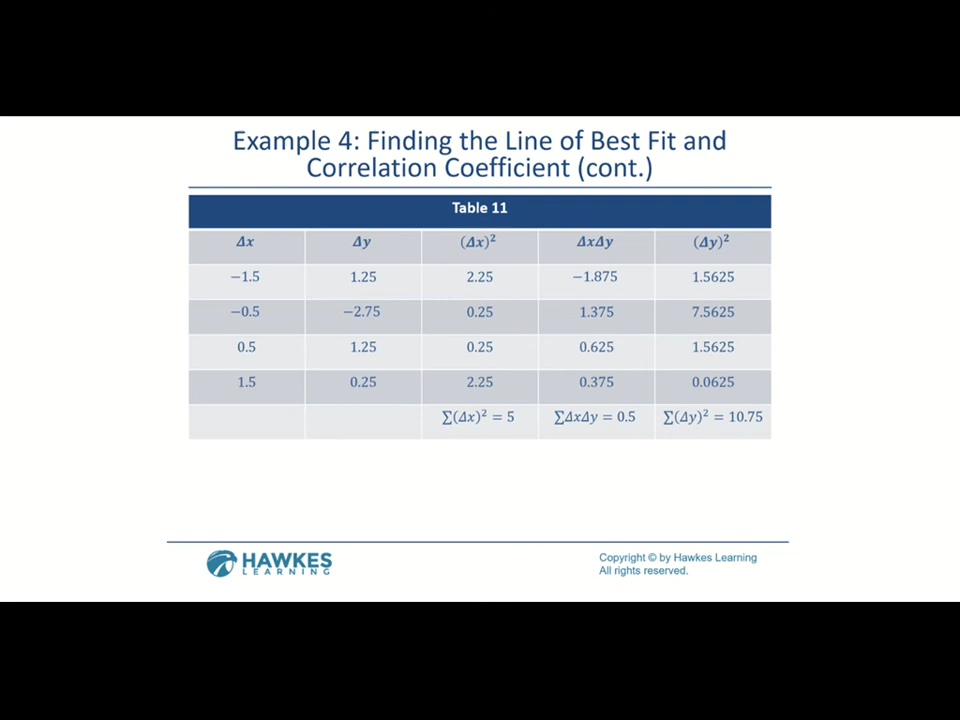 Example 4: Finding the Line of Best Fit and
Correlation Coefficient (cont.)
Table 11
Δx Δy (Δx)² ΔxΔy (Δy)²
−1.5 1.25 2.25 −1.875 1.5625
−0.5 −2.75 0.25 1.375 7.5625
0.5 1.25 0.25 0.625 1.5625
1.5 0.25 2.25 0.375 0.0625
∑(Δx)² = 5 ∑ΔxΔy = 0.5 ∑(Δy)² = 10.75
HAWKES
LEARNING
Copyright © by Hawkes Learning
All rights reserved.